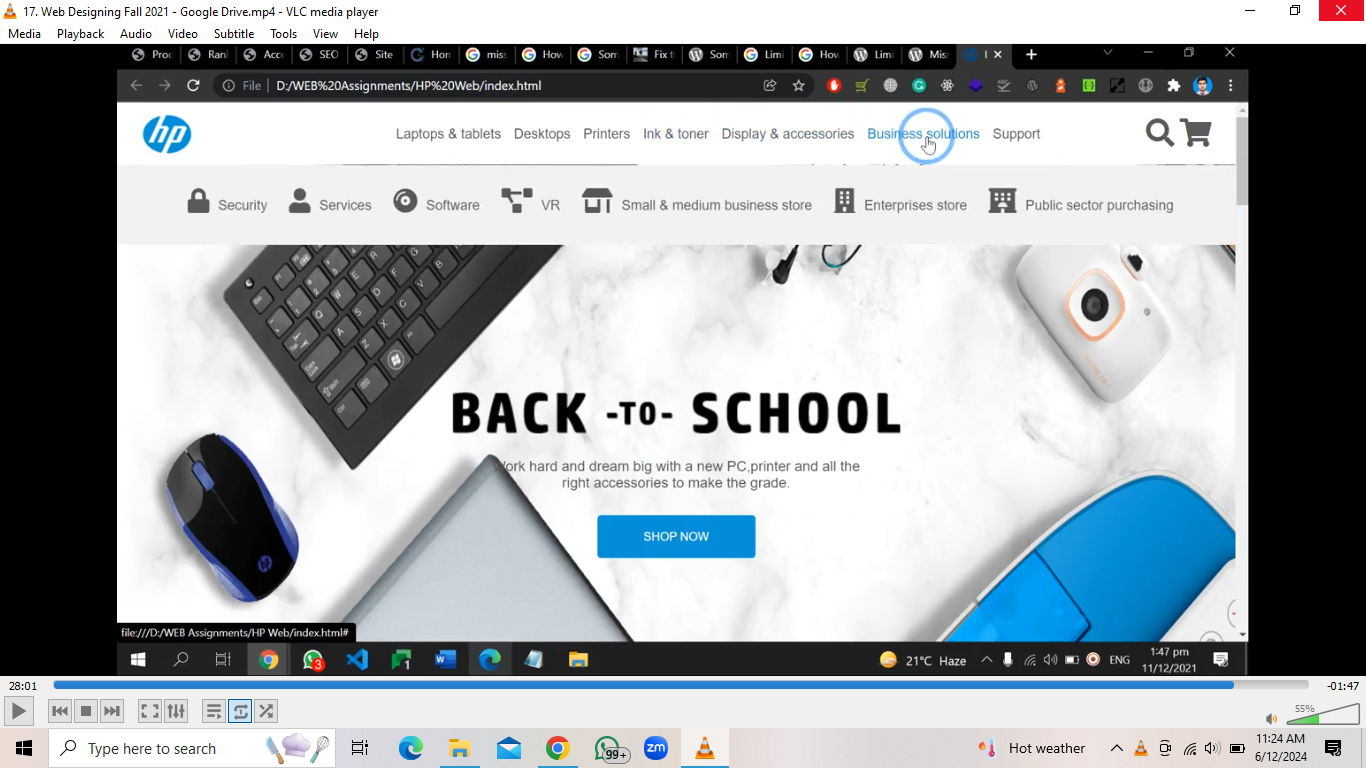 17. Web Designing Fall 2021 - Google Drive.mp4 - VLC media player
Media Playback Audio Video Subtitle Tools View Help
Proc Ranl Acc SEO Site Hor miss How Som Fix t Som Limi How Limi Mis I
File D:/WEB%20Assignments/HP%20Web/index.html
hp Laptops & tablets Desktops Printers Ink & toner Display & accessories Business solutions Support
Security Services Software VR Small & medium business store Enterprises store Public sector purchasing
BACK -TO- SCHOOL
ork hard and dream big with a new PC,printer and all the
right accessories to make the grade.
SHOP NOW
file:///D:/WEB Assignments/HP Web/index.html#
3 21°C Haze ENG 1:47 pm
11/12/2021
28:01 -01:47
55%
Type here to search 99+ zm Hot weather 11:24 AM
6/12/2024